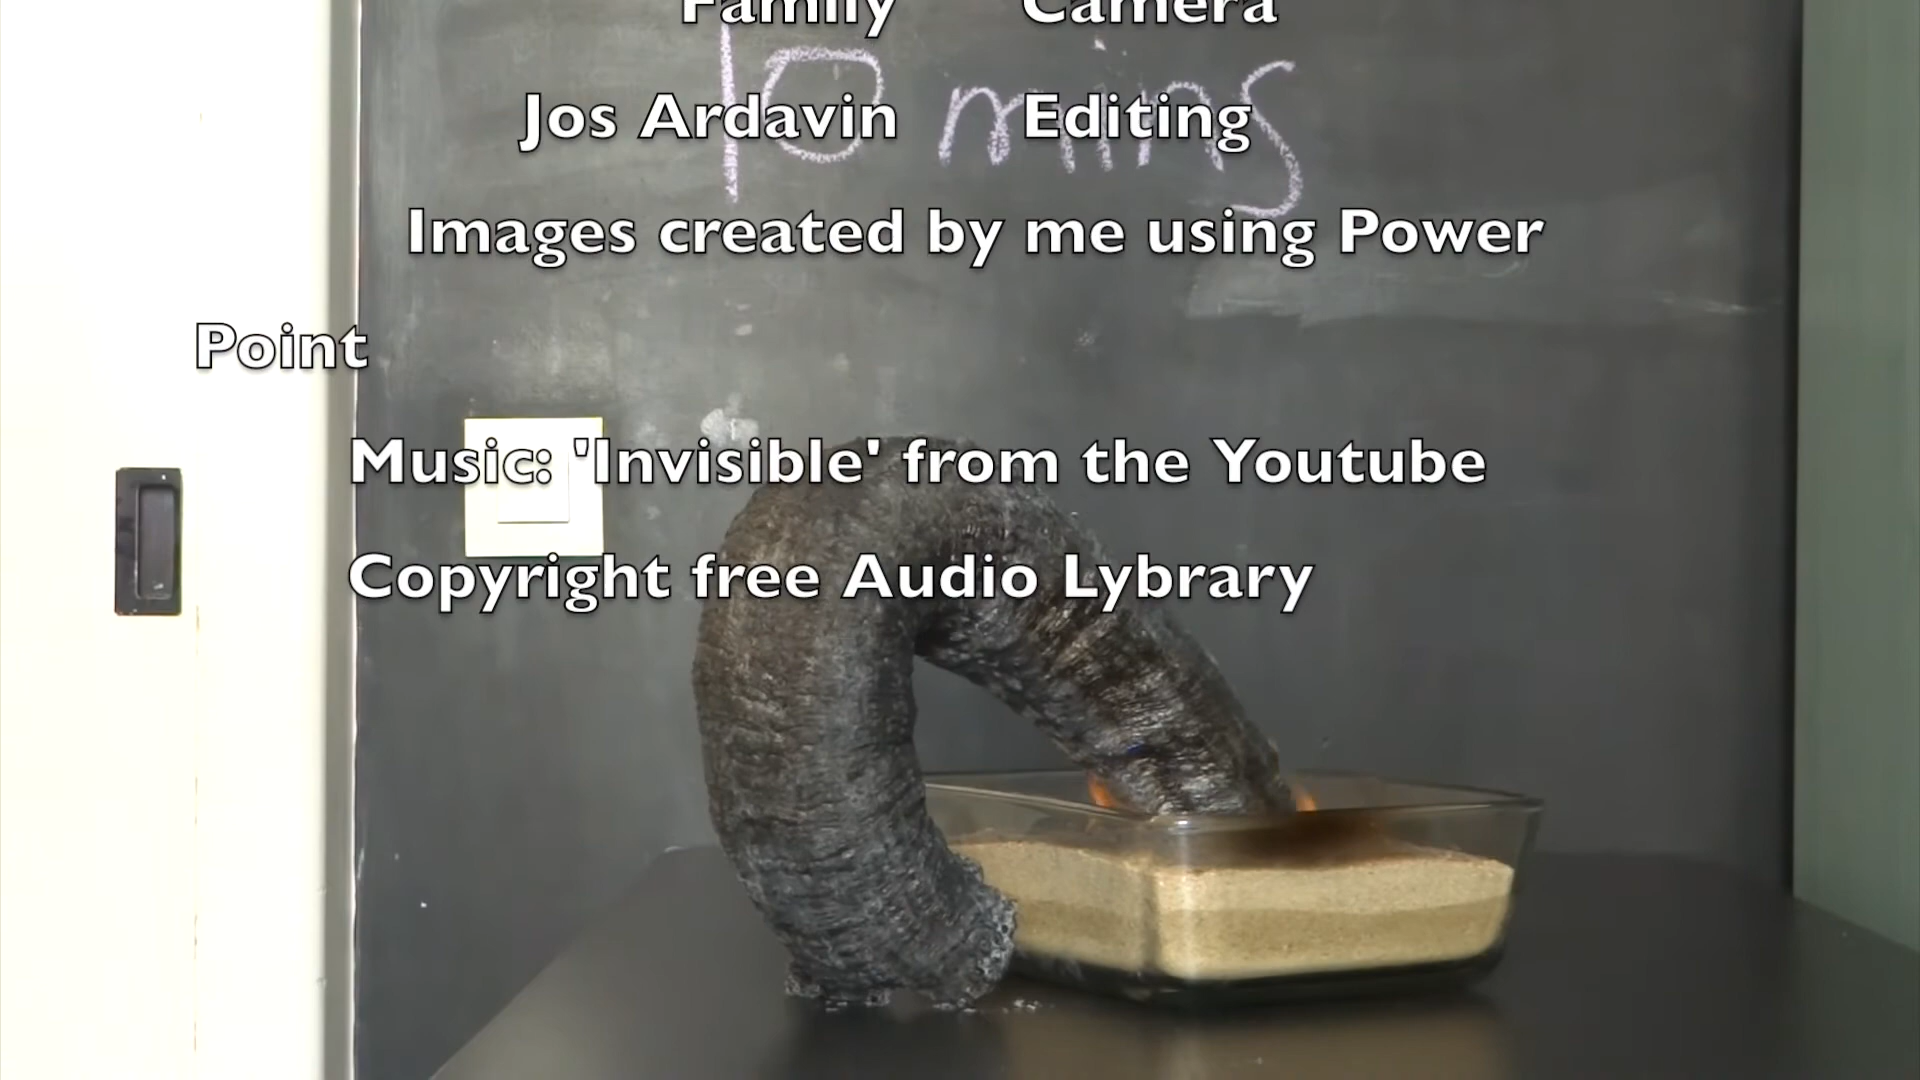 Family Camera
10 mins
Jos Ardavin Editing
Images created by me using Power
Point
Music: 'Invisible' from the Youtube
Copyright free Audio Lybrary